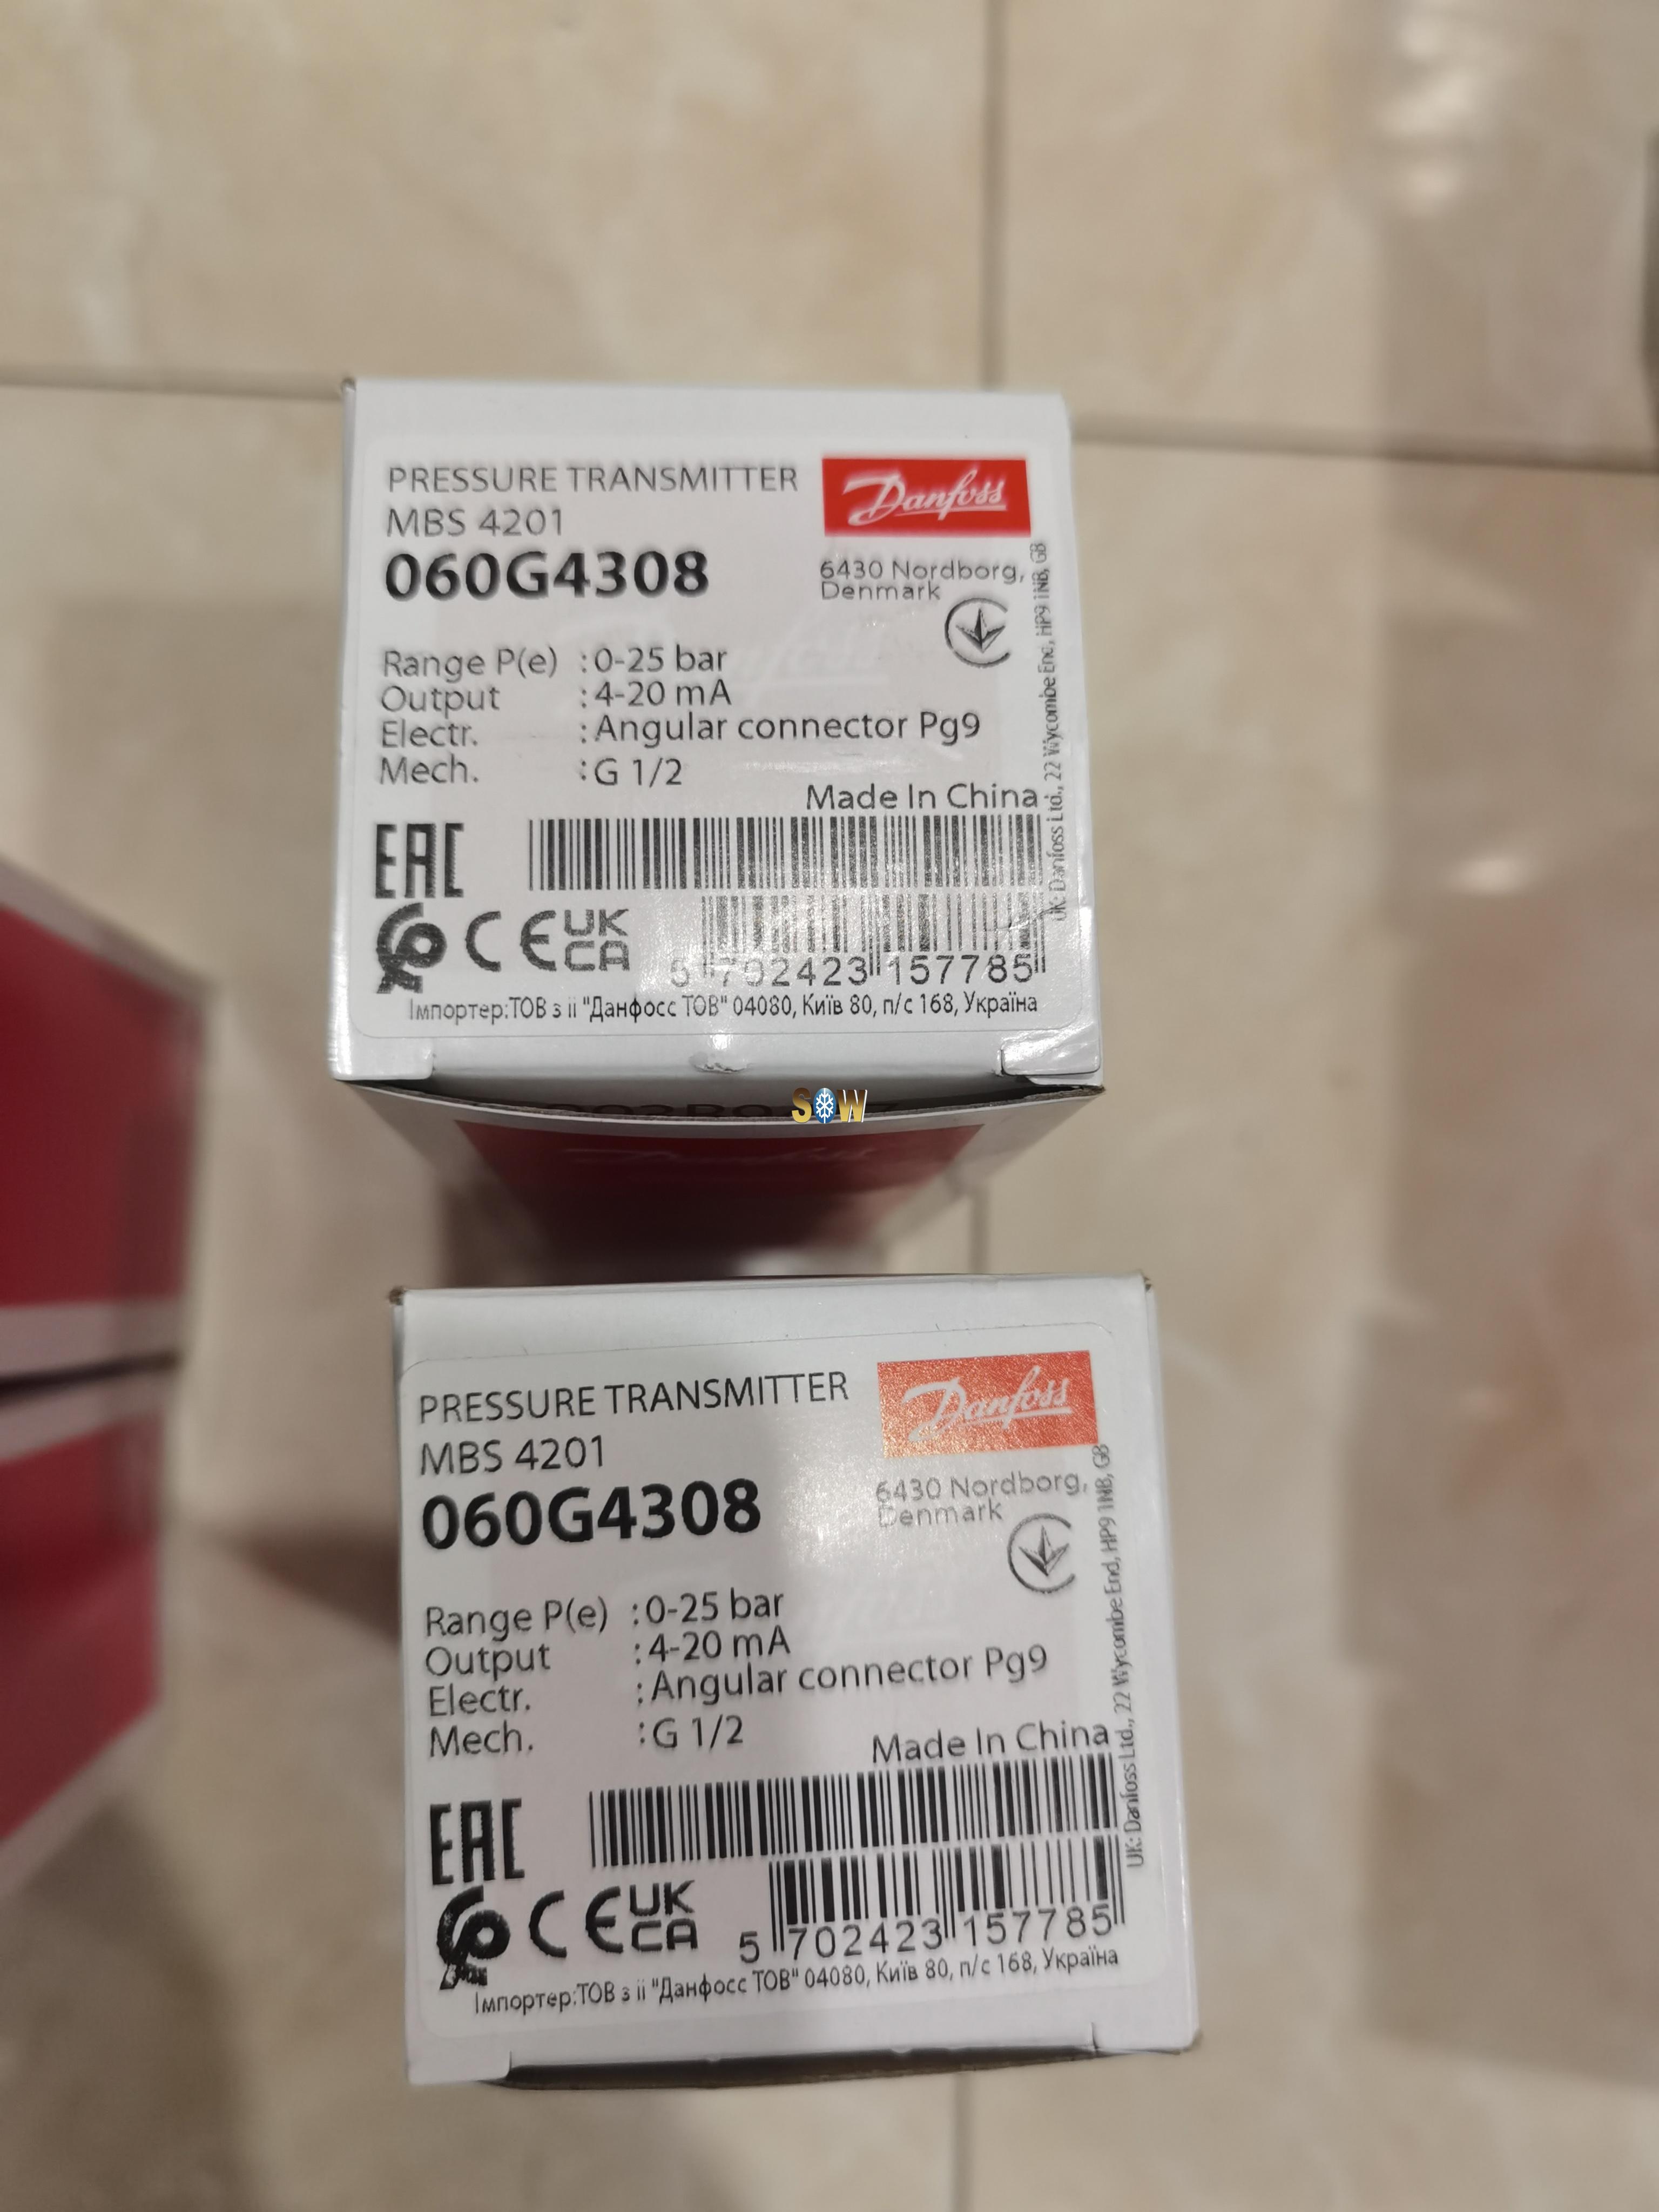 PRESSURE TRANSMITTER
MBS 4201
060G4308
Danfoss
6430 Nordborg,
Denmark
Range P(e) : 0-25 bar
Output : 4-20 mA
Electr. : Angular connector Pg9
Mech. : G 1/2
Made In China
UK: Danfoss Ltd., 22 Wycombe End, HP9 1NB, GB
EAC
CE UK
CA
5 702423 157785
Імпортер:ТОВ з іі "Данфосс ТОВ" 04080, Київ 80, п/с 168, Україна
SOW
Danfoss
PRESSURE TRANSMITTER
MBS 4201
060G4308
Danfoss
6430 Nordborg,
Denmark
Range P(e) : 0-25 bar
Output : 4-20 mA
Electr. : Angular connector Pg9
Mech. : G 1/2
Made In China
UK: Danfoss Ltd., 22 Wycombe End, HP9 1NB, GB
EAC
CE UK
CA
5 702423 157785
Імпортер:ТОВ з іі "Данфосс ТОВ" 04080, Київ 80, п/с 168, Україна